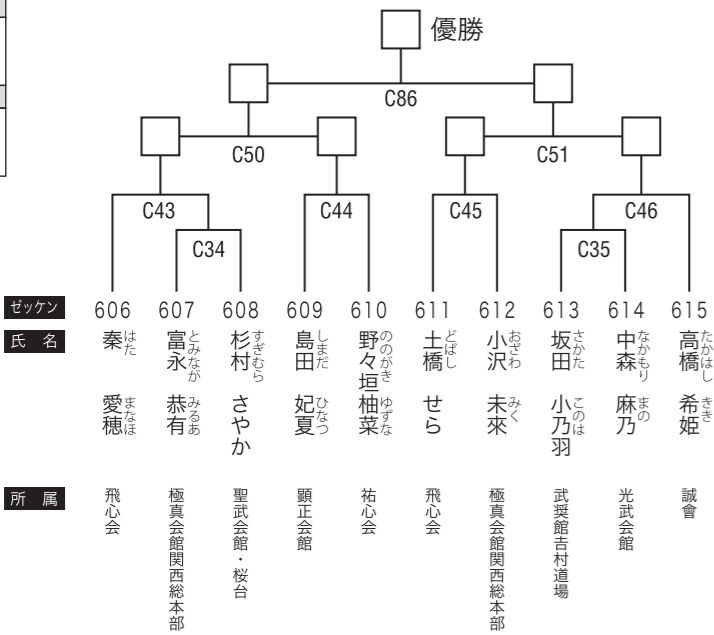 優勝
C86
C50 C51
C43 C44 C45 C46
C34 C35
ゼッケン 606 607 608 609 610 611 612 613 614 615
氏 名
秦 愛穂
はた まなほ
富永 恭有
とみなが みるあ
杉村 さやか
すぎむら
島田 妃夏
しまだ ひなつ
野々垣 柚菜
ののがき ゆずな
土橋 せら
どばし
小沢 未來
おざわ みく
坂田 小乃羽
さかた このは
中森 麻乃
なかもり まの
高橋 希姫
たかはし きき
所 属
飛心会
極真会館関西総本部
聖武会館・桜台
顕正会館
祐心会
飛心会
極真会館関西総本部
武奨館吉村道場
光武会館
誠會